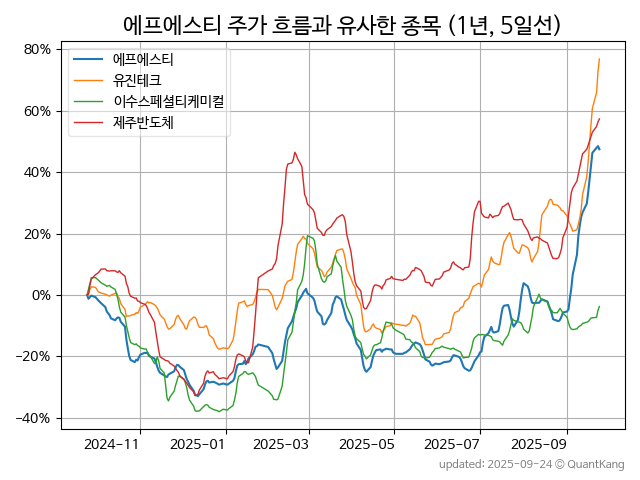 에프에스티 주가 흐름과 유사한 종목 (1년, 5일선)
80%
60%
40%
20%
0%
−20%
−40%
에프에스티
유진테크
이수스페셜티케미컬
제주반도체
2024-11
2025-01
2025-03
2025-05
2025-07
2025-09
updated: 2025-09-24 © QuantKang